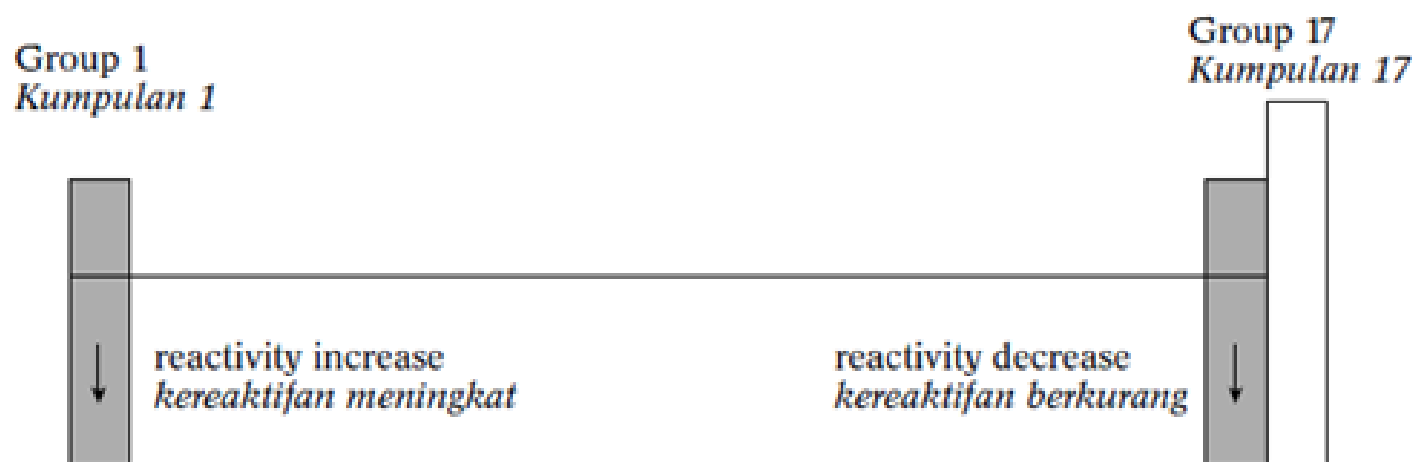 Group 1
Kumpulan 1
Group 17
Kumpulan 17
reactivity increase
kereaktifan meningkat
reactivity decrease
kereaktifan berkurang